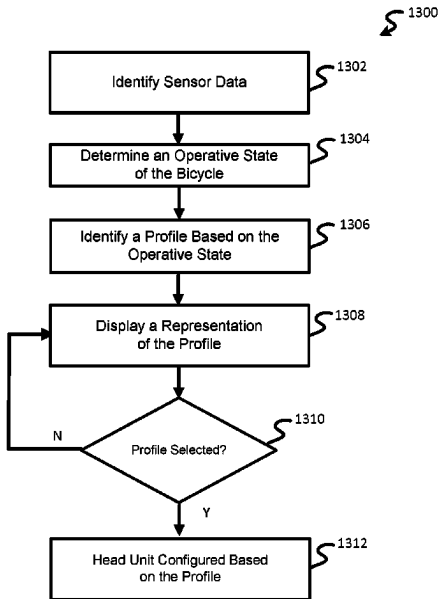 1300
Identify Sensor Data
1302
Determine an Operative State
of the Bicycle
1304
Identify a Profile Based on the
Operative State
1306
Display a Representation
of the Profile
1308
Profile Selected?
1310
N
Y
Head Unit Configured Based
on the Profile
1312